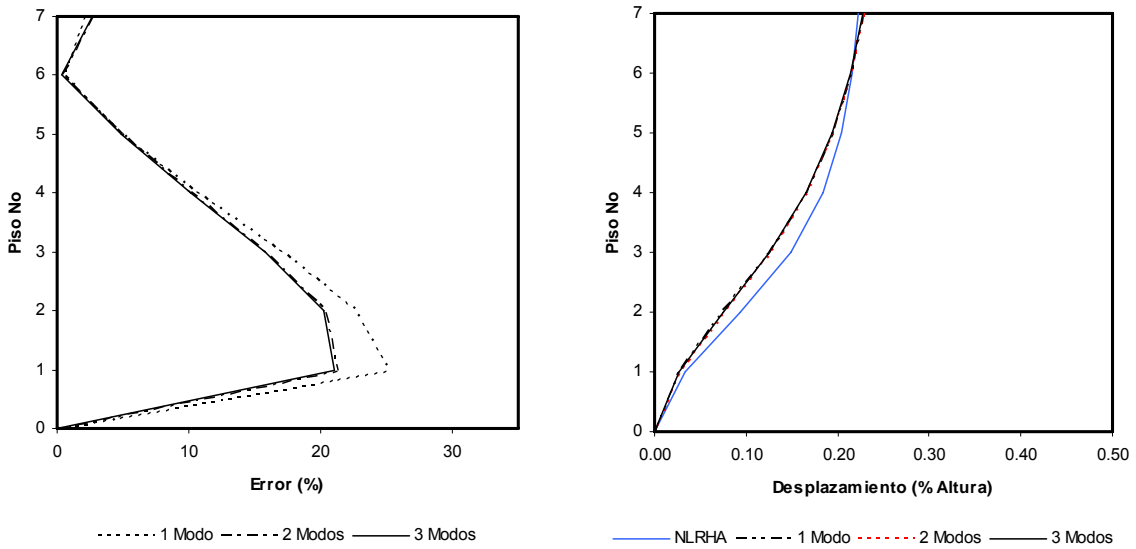 7
6
5
4
3
2
1
0
Piso No
0 10 20 30
Error (%)
1 Modo 2 Modos 3 Modos
7
6
5
4
3
2
1
0
Piso No
0.00 0.10 0.20 0.30 0.40 0.50
Desplazamiento (% Altura)
NLRHA 1 Modo 2 Modos 3 Modos